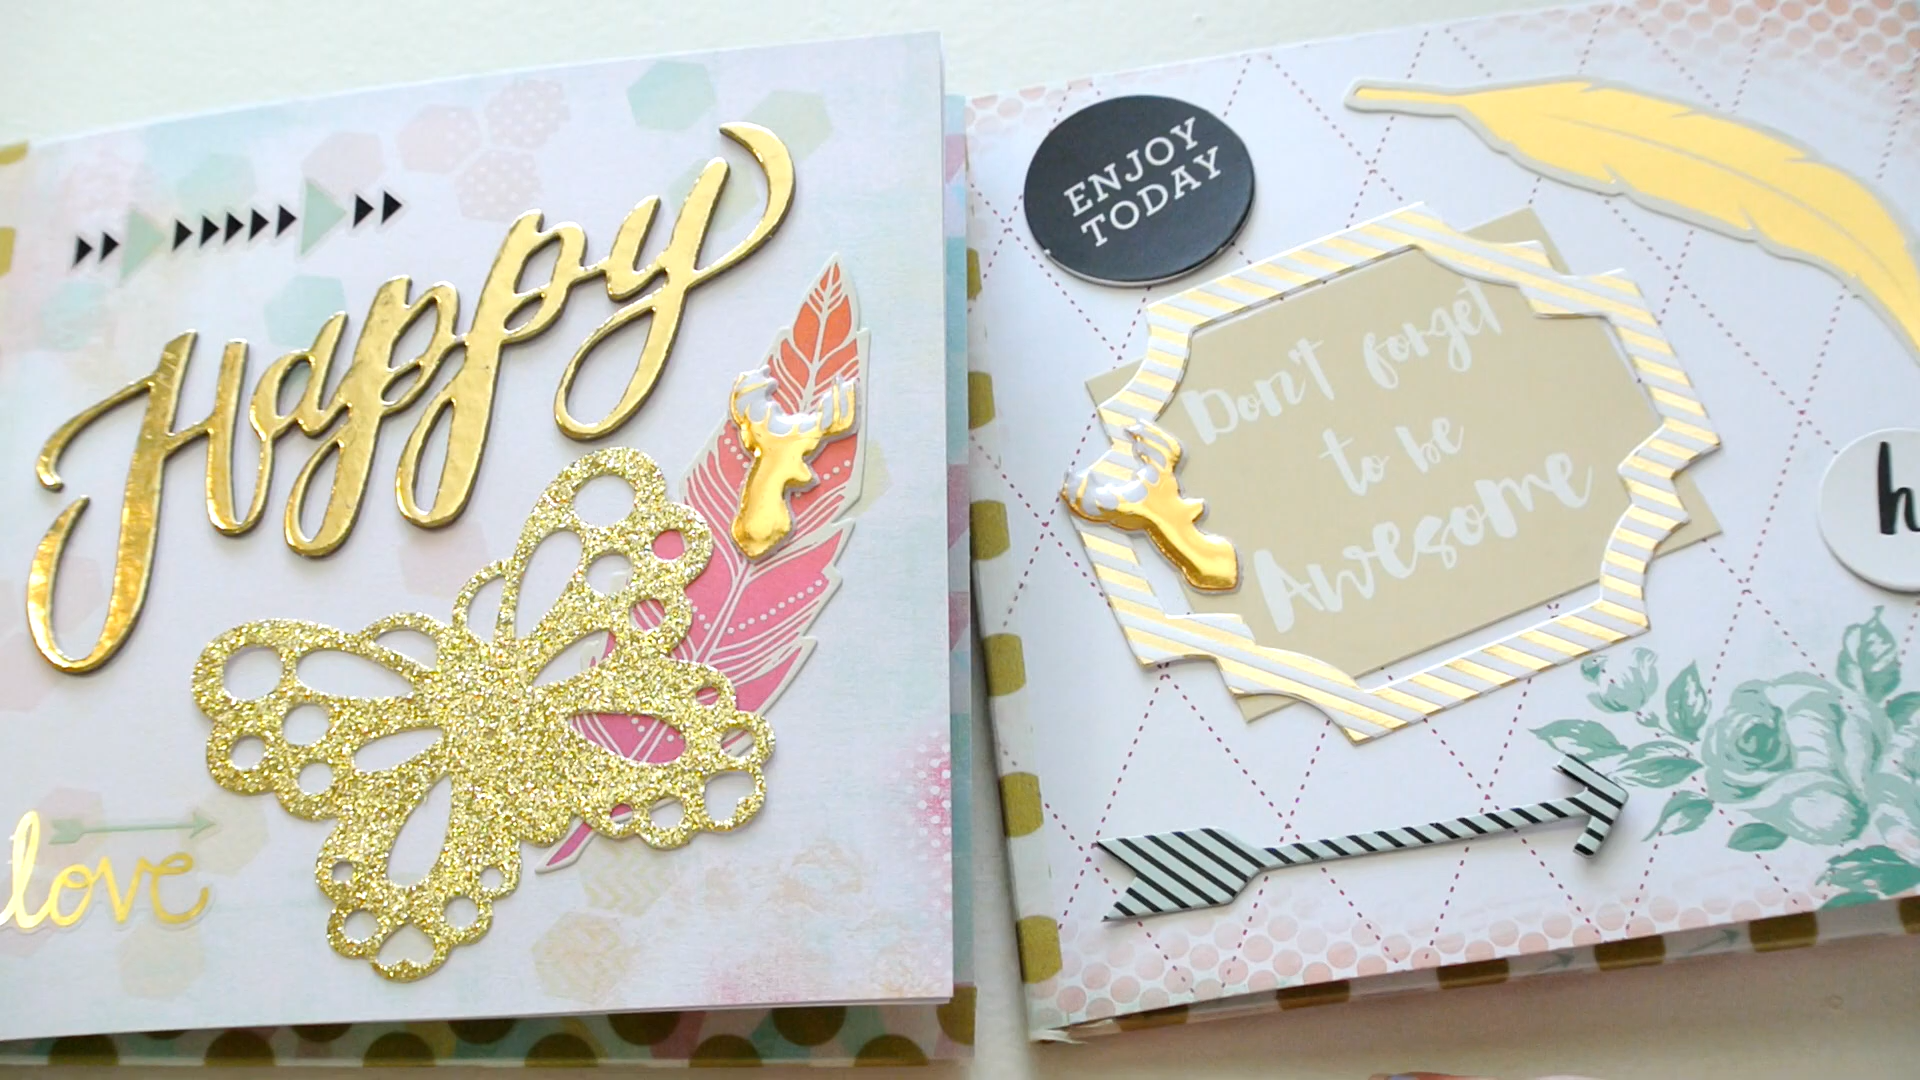 Happy
love
ENJOY
TODAY
Don't forget
to be
Awesome
h